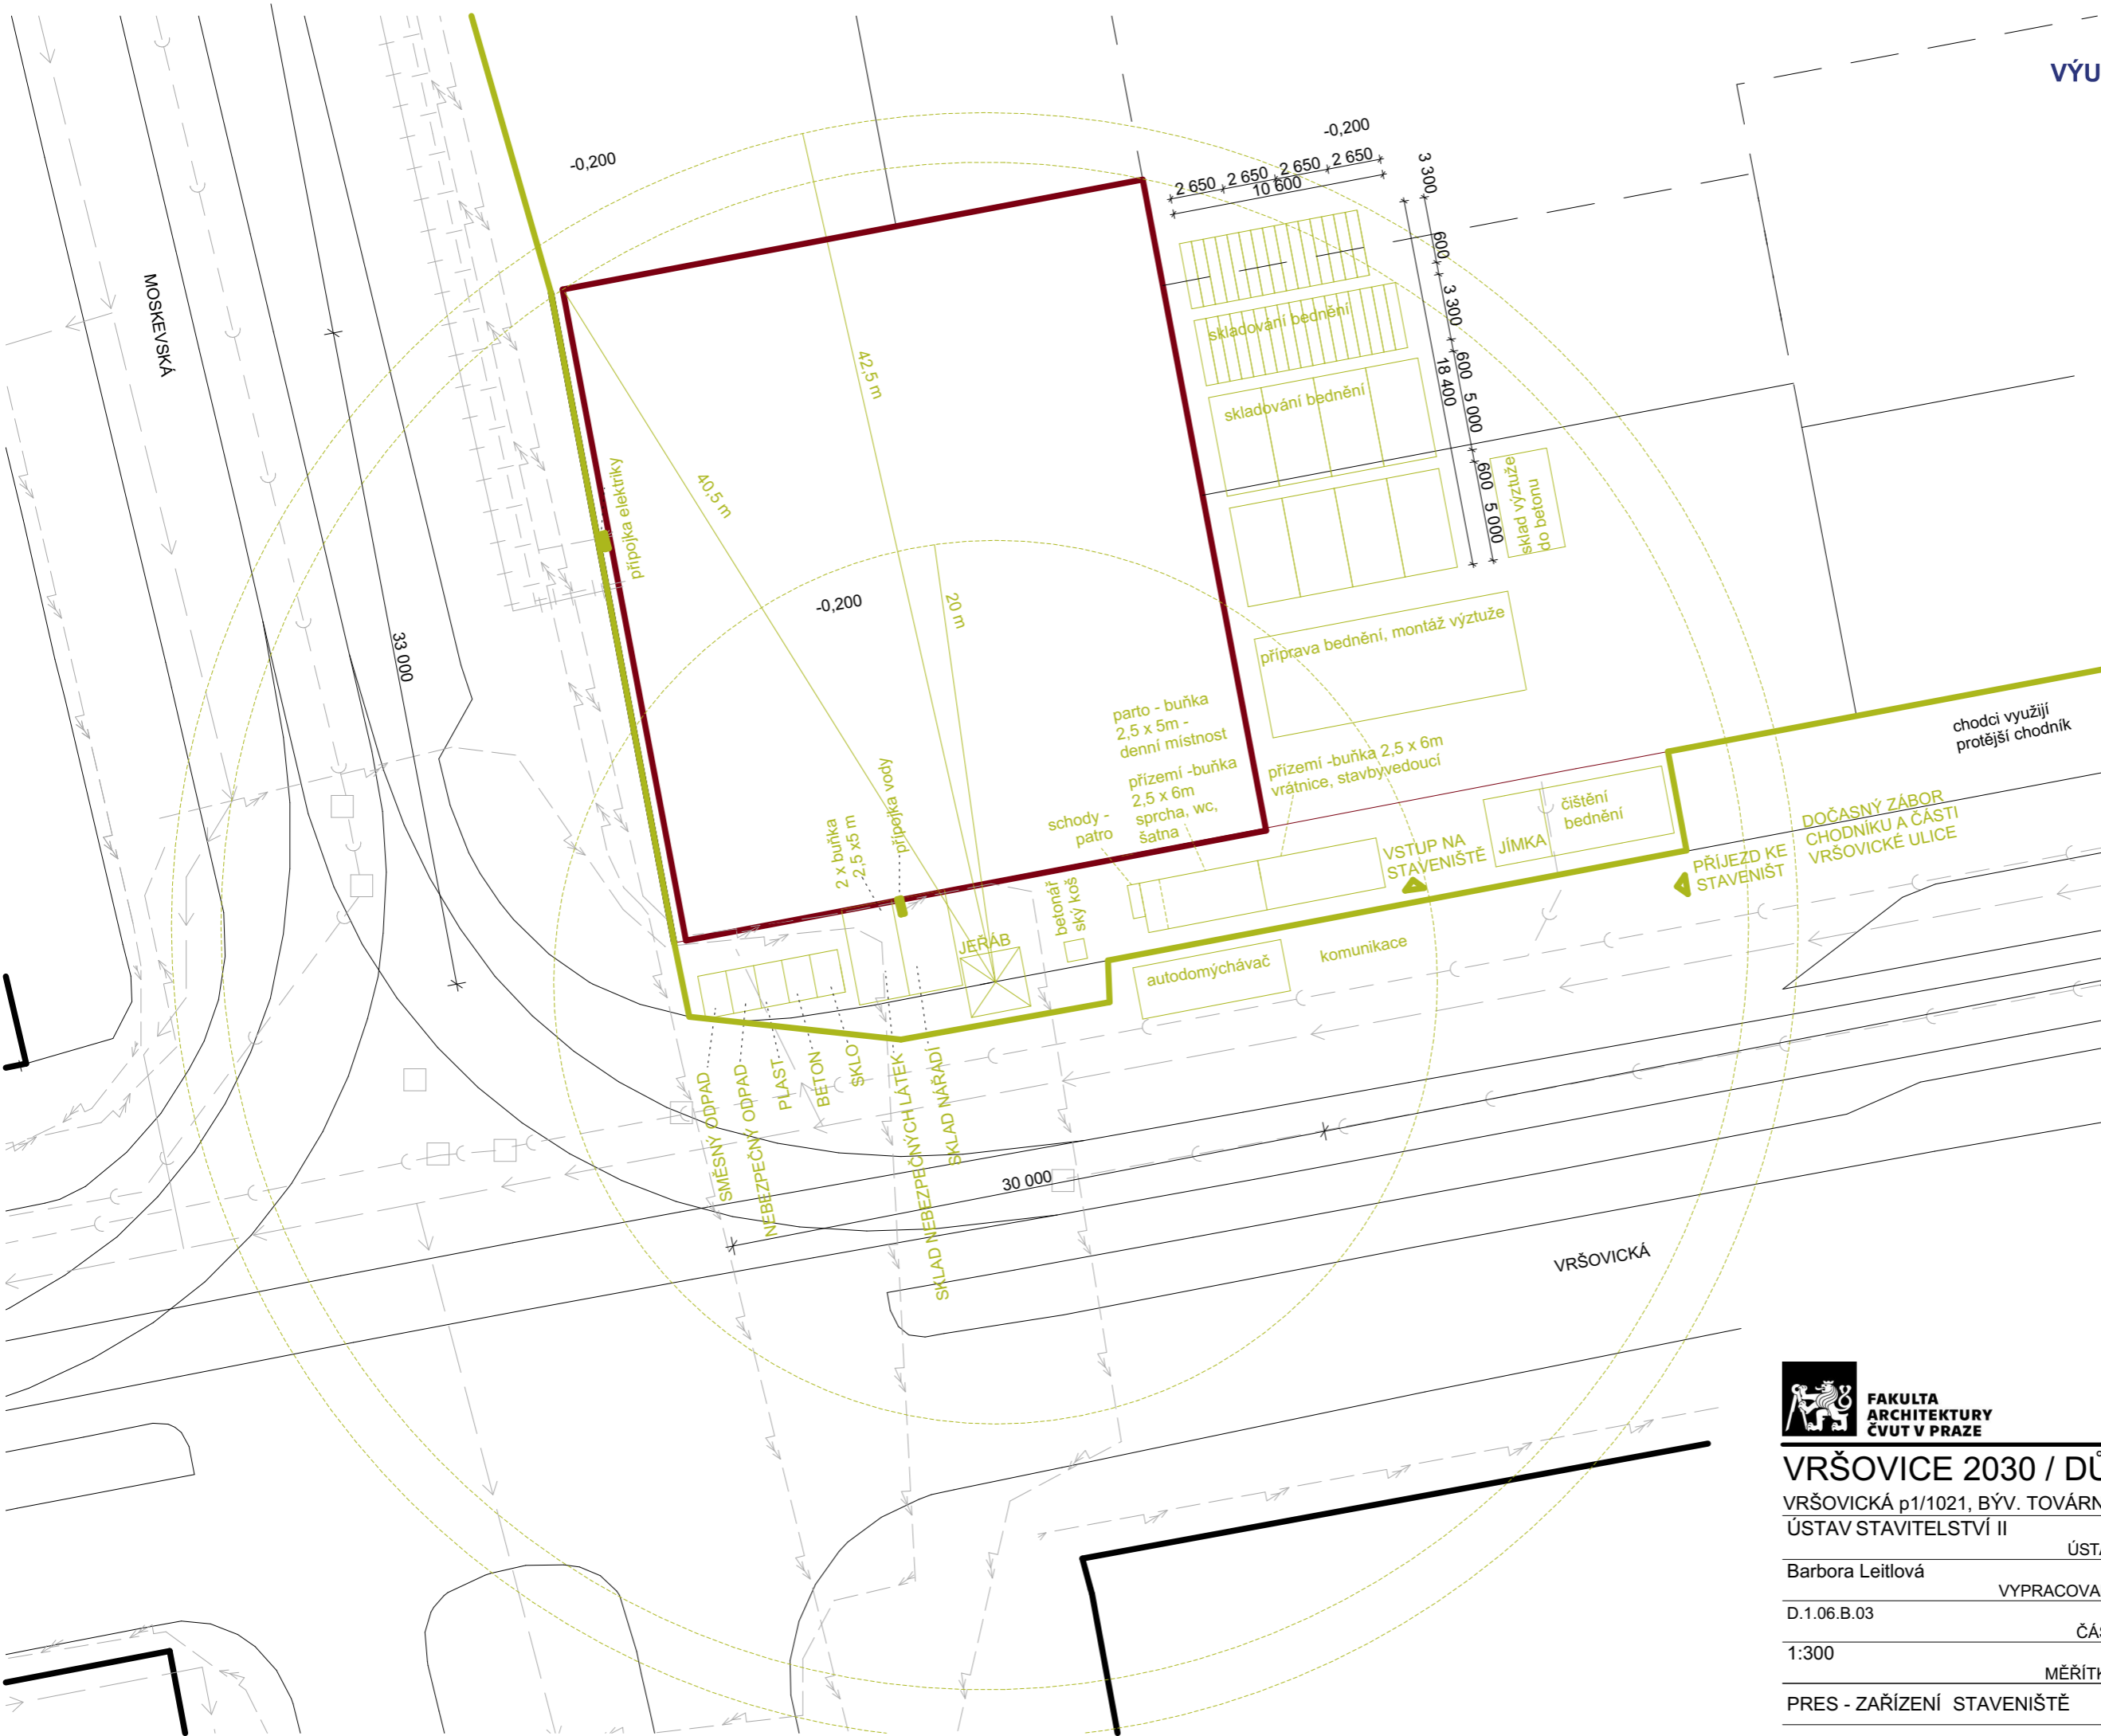 VÝU
-0,200
-0,200
2 650
2 650
2 650
2 650
10 600
3 300
600
3 300
600
18 400
5 000
600
5 000
MOSKEVSKÁ
33 000
skladování bednění
skladování bednění
sklad výztuže
do betonu
42,5 m
40,5 m
20 m
přípojka elektriky
-0,200
příprava bednění, montáž výztuže
parto - buňka
2,5 x 5m -
denní místnost
přízemí -buňka
2,5 x 6m
sprcha, wc,
šatna
přízemí -buňka 2,5 x 6m
vrátnice, stavbyvedoucí
schody -
patro
2 x buňka
2,5 x5 m
přípojka vody
chodci využijí
protější chodník
čištění
bednění
JÍMKA
VSTUP NA
STAVENIŠTĚ
DOČASNÝ ZÁBOR
CHODNÍKU A ČÁSTI
VRŠOVICKÉ ULICE
PŘÍJEZD KE
STAVENIŠT
JEŘÁB
betonář
ský koš
autodomýchávač
komunikace
SMĚSNÝ ODPAD
NEBEZPEČNÝ ODPAD
PLAST
BETON
SKLO
SKLAD NEBEZPEČNÝCH LÁTEK
SKLAD NÁŘADÍ
30 000
VRŠOVICKÁ
FAKULTA
ARCHITEKTURY
ČVUT V PRAZE
VRŠOVICE 2030 / DŮ
VRŠOVICKÁ p1/1021, BÝV. TOVÁRN
ÚSTAV STAVITELSTVÍ II
ÚSTA
Barbora Leitlová
VYPRACOVA
D.1.06.B.03
ČÁS
1:300
MĚŘÍTK
PRES - ZAŘÍZENÍ STAVENIŠTĚ